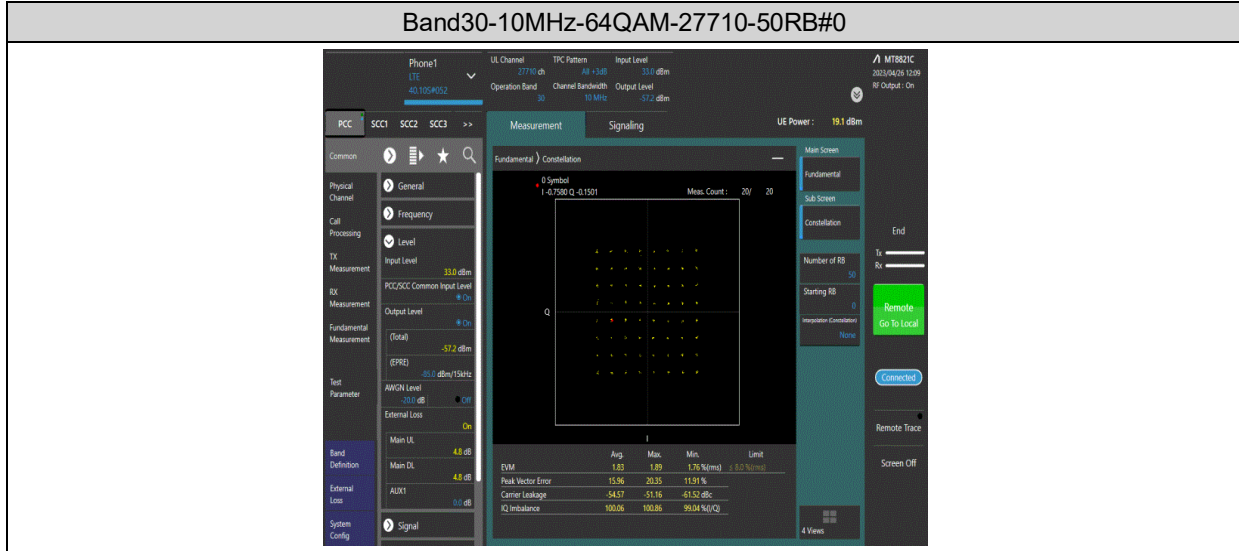 Band30-10MHz-64QAM-27710-50RB#0
Phone1
LTE
40.105#052
UL Channel TPC Pattern Input Level
27710 ch All +3dB 33.0 dBm
Operation Band Channel Bandwidth Output Level
30 10 MHz -57.2 dBm
MT8821C
2023/04/26 12:09
RF Output : On
PCC SCC1 SCC2 SCC3 >>
Measurement Signaling
UE Power : 19.1 dBm
Common
Physical
Channel
Call
Processing
TX
Measurement
RX
Measurement
Fundamental
Measurement
Test
Parameter
Band
Definition
External
Loss
System
Config
General
Frequency
Level
Input Level
33.0 dBm
PCC/SCC Common Input Level
On
Output Level
On
(Total)
-57.2 dBm
(EPRE)
-85.0 dBm/15kHz
AWGN Level
-20.0 dB Off
External Loss
On
Main UL
4.8 dB
Main DL
4.8 dB
AUX1
0.0 dB
Signal
Fundamental Constellation
0 Symbol
I -0.7580 Q -0.1501
Meas. Count : 20/ 20
Q
I
Avg. Max. Min. Limit
EVM 1.83 1.89 1.76 %(rms) ≤ 8.0 %(rms)
Peak Vector Error 15.96 20.35 11.91 %
Carrier Leakage -54.57 -51.16 -61.52 dBc
IQ Imbalance 100.06 100.86 99.04 %(I/Q)
Main Screen
Fundamental
Sub Screen
Constellation
Number of RB
50
Starting RB
0
Interpolation (Constellation)
None
4 Views
End
Tx
Rx
Remote
Go To Local
Connected
Remote Trace
Screen Off